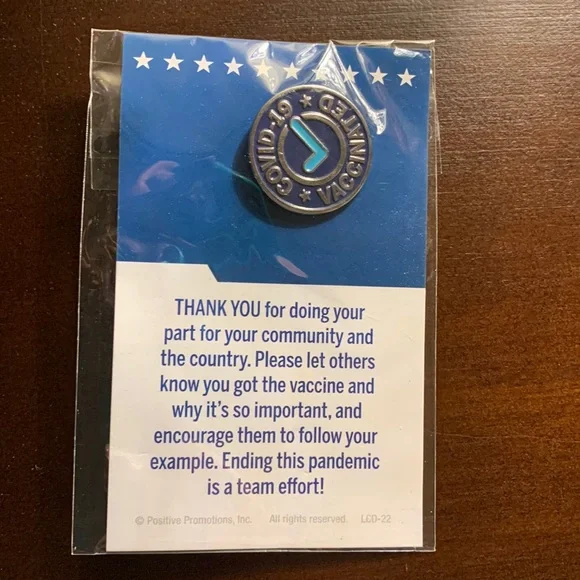 COVID-19 ★ VACCINATED ★
THANK YOU for doing your
part for your community and
the country. Please let others
know you got the vaccine and
why it's so important, and
encourage them to follow your
example. Ending this pandemic
is a team effort!
© Positive Promotions, Inc. All rights reserved. LCD-22